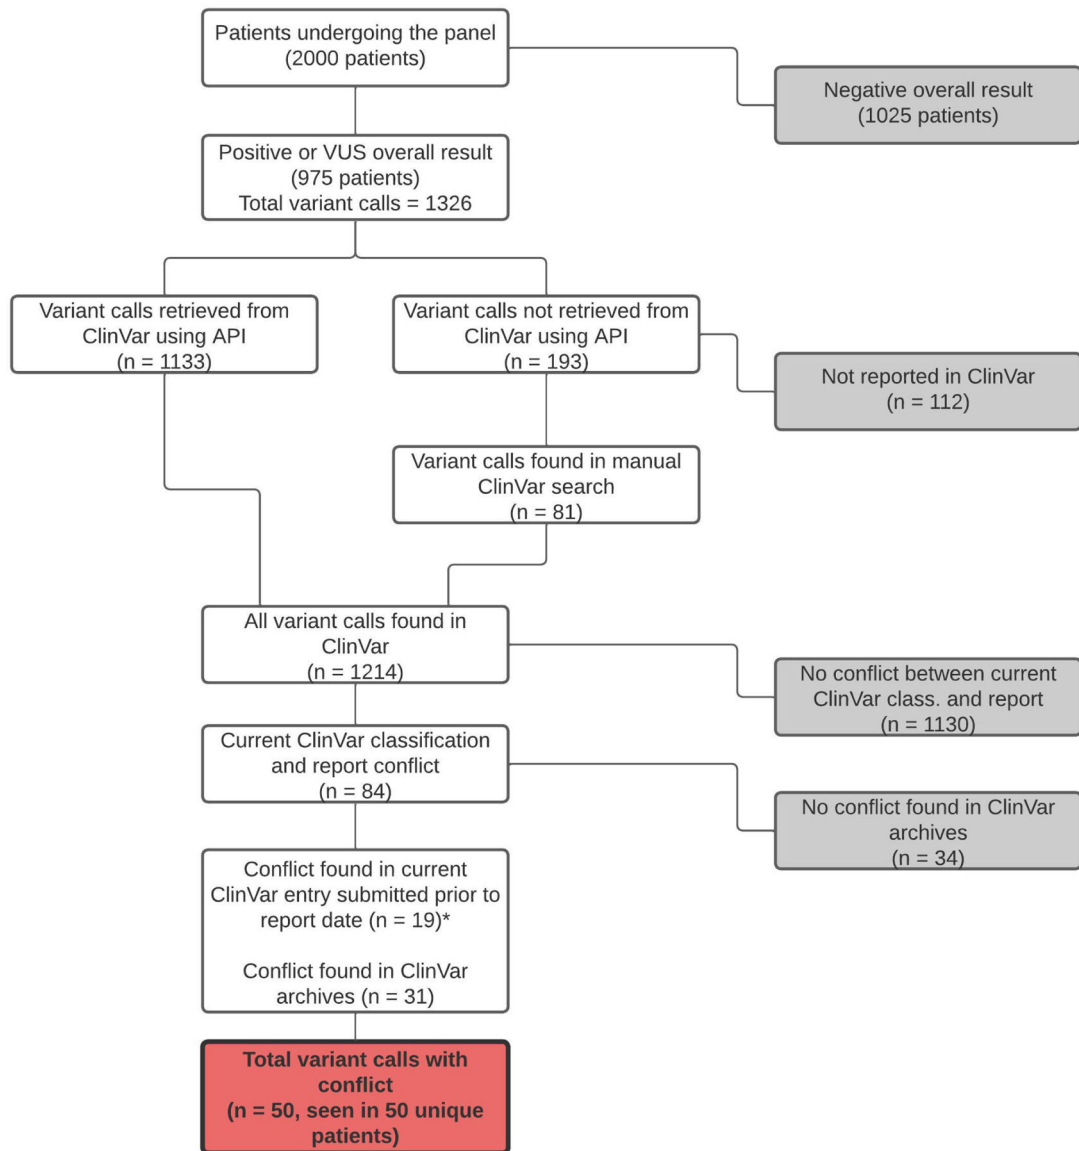 Patients undergoing the panel
(2000 patients)
Negative overall result
(1025 patients)
Positive or VUS overall result
(975 patients)
Total variant calls = 1326
Variant calls retrieved from
ClinVar using API
(n = 1133)
Variant calls not retrieved from
ClinVar using API
(n = 193)
Not reported in ClinVar
(n = 112)
Variant calls found in manual
ClinVar search
(n = 81)
All variant calls found in
ClinVar
(n = 1214)
No conflict between current
ClinVar class. and report
(n = 1130)
Current ClinVar classification
and report conflict
(n = 84)
No conflict found in ClinVar
archives
(n = 34)
Conflict found in current
ClinVar entry submitted prior to
report date (n = 19)*
Conflict found in ClinVar
archives (n = 31)
Total variant calls with
conflict
(n = 50, seen in 50 unique
patients)